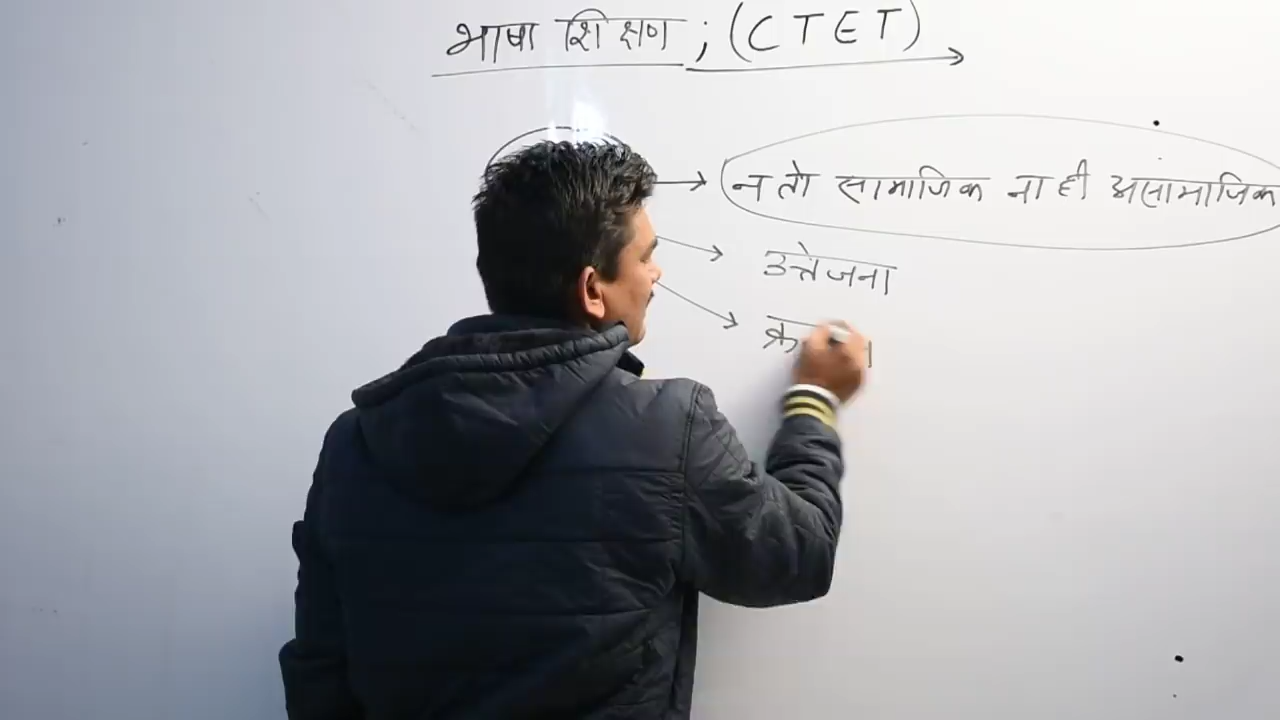 भाषा शिक्षण ; (CTET)
न तो सामाजिक ना ही असामाजिक
उत्तेजना